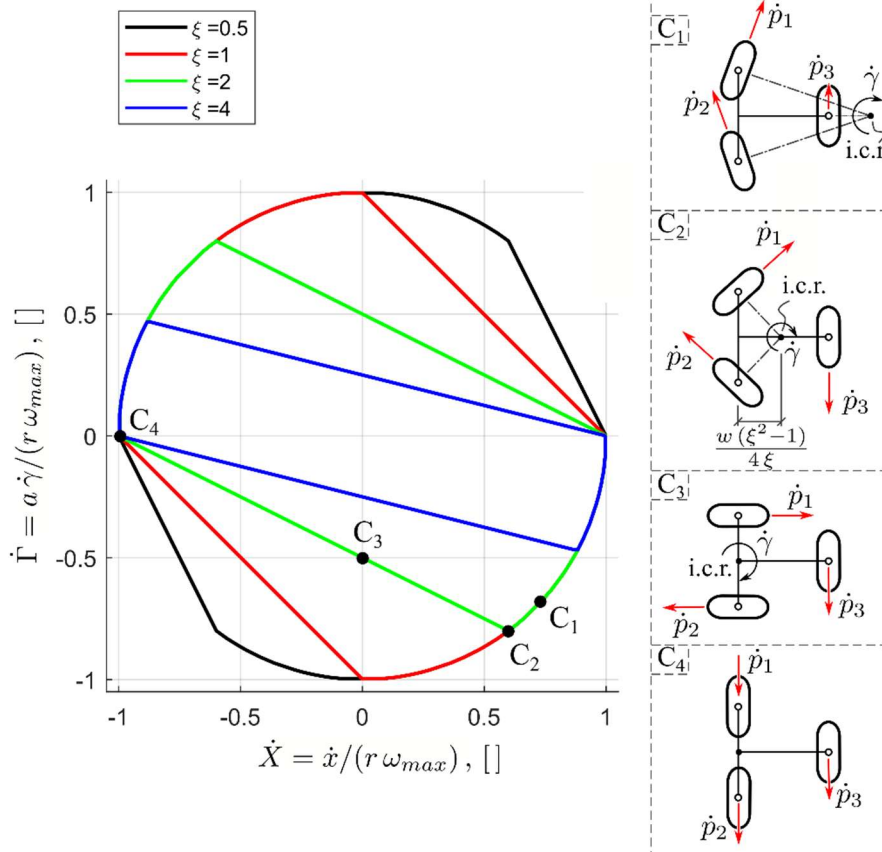 ξ =0.5
ξ =1
ξ =2
ξ =4
1
0.5
0
-0.5
-1
-1
-0.5
0
0.5
1
Γ̇ = a γ̇/(r ω_max) , [ ]
Ẋ = ẋ/(r ω_max) , [ ]
C₄
C₃
C₁
C₂
C₁
ṗ₁
ṗ₂
ṗ₃
γ̇
i.c.r
C₂
ṗ₁
i.c.r.
γ̇
ṗ₂
ṗ₃
w (ξ² −1)
4 ξ
C₃
ṗ₁
γ̇
i.c.r.
ṗ₂
ṗ₃
C₄
ṗ₁
ṗ₂
ṗ₃